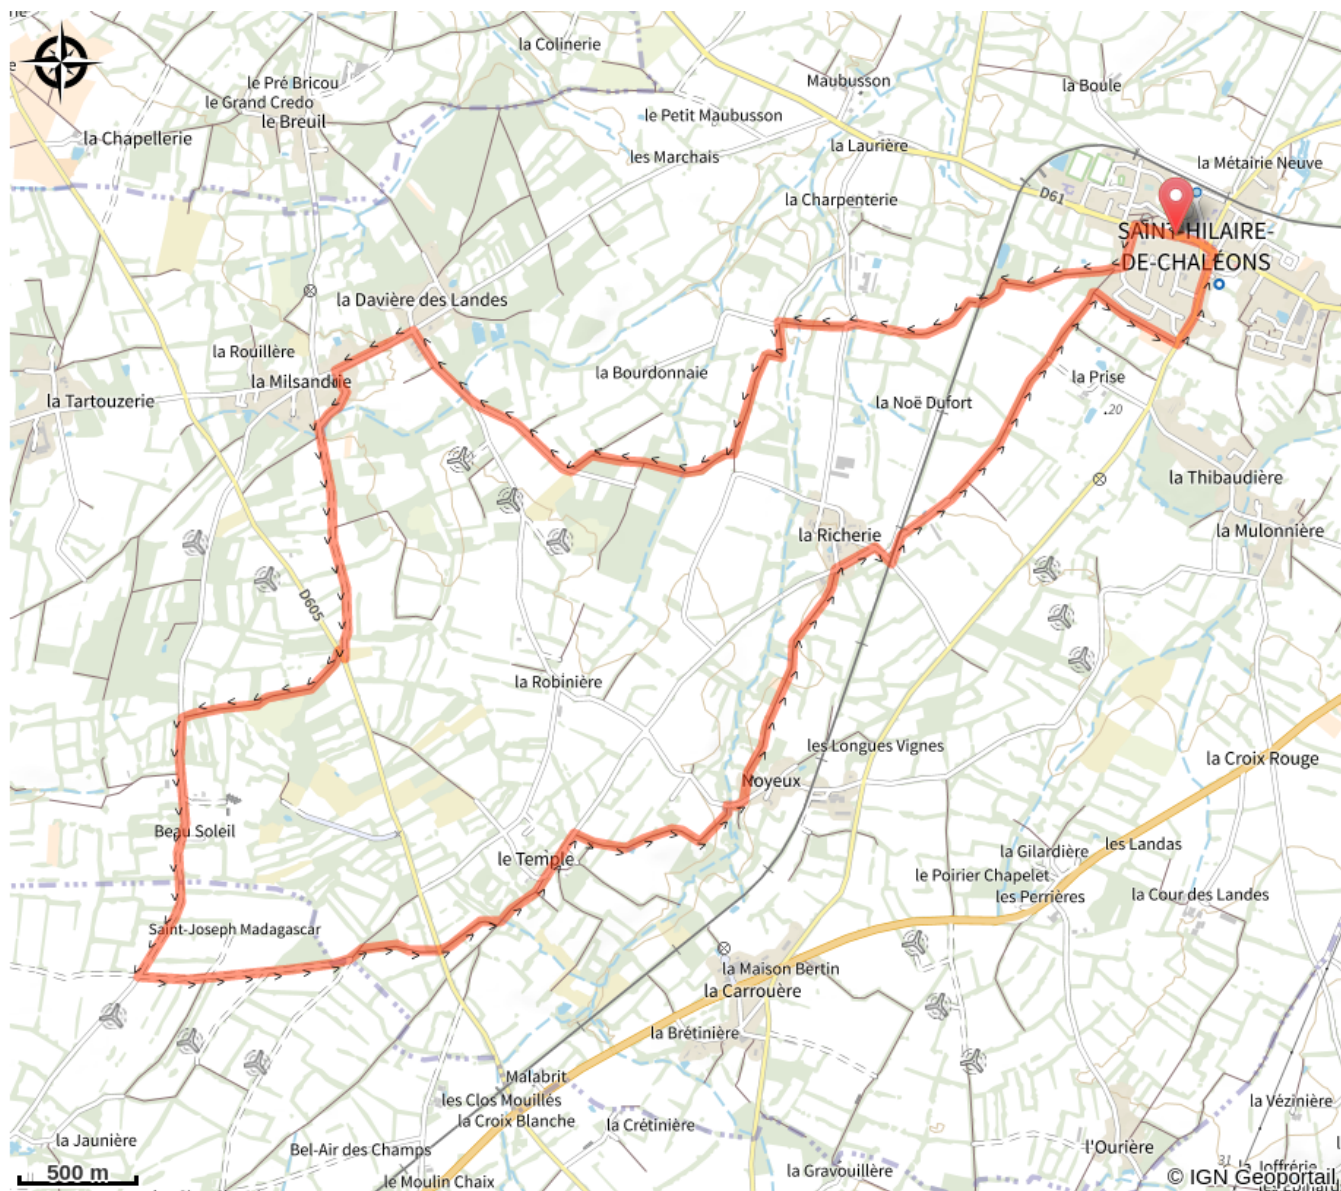 la Colinerie
le Pré Bricou
Maubusson
la Boule
le Grand Credo
le Breuil
le Petit Maubusson
la Chapellerie
la Laurière
les Marchais
la Métairie Neuve
D61
la Charpenterie
SAINT-HILAIRE-
DE-CHALÉONS
la Davière des Landes
la Rouillère
la Bourdonnaie
la Prise
la Milsandrie
la Tartouzerie
la Noë Dufort
20
la Thibaudière
la Richerie
la Mulonnière
D605
la Robinière
les Longues Vignes
la Croix Rouge
Noyeux
Beau Soleil
le Temple
la Gilardière
les Landas
le Poirier Chapelet
les Perrières
la Cour des Landes
Saint-Joseph Madagascar
la Maison Bertin
la Carrouère
la Brétinière
Malabrit
les Clos Mouillés
la Croix Blanche
la Crétinière
la Vézinière
la Jaunière
Bel-Air des Champs
l'Ourière
la Gravouillère
le Moulin Chaix
31
la Joffrérie
500 m
© IGN Geoportail